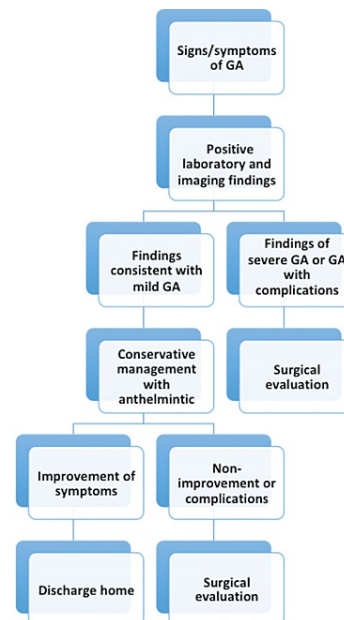 Signs/symptoms
of GA
Positive
laboratory and
imaging findings
Findings
consistent with
mild GA
Findings of
severe GA or GA
with
complications
Conservative
management
with
anthelmintic
Surgical
evaluation
Improvement of
symptoms
Non-
improvement or
complications
Discharge home
Surgical
evaluation